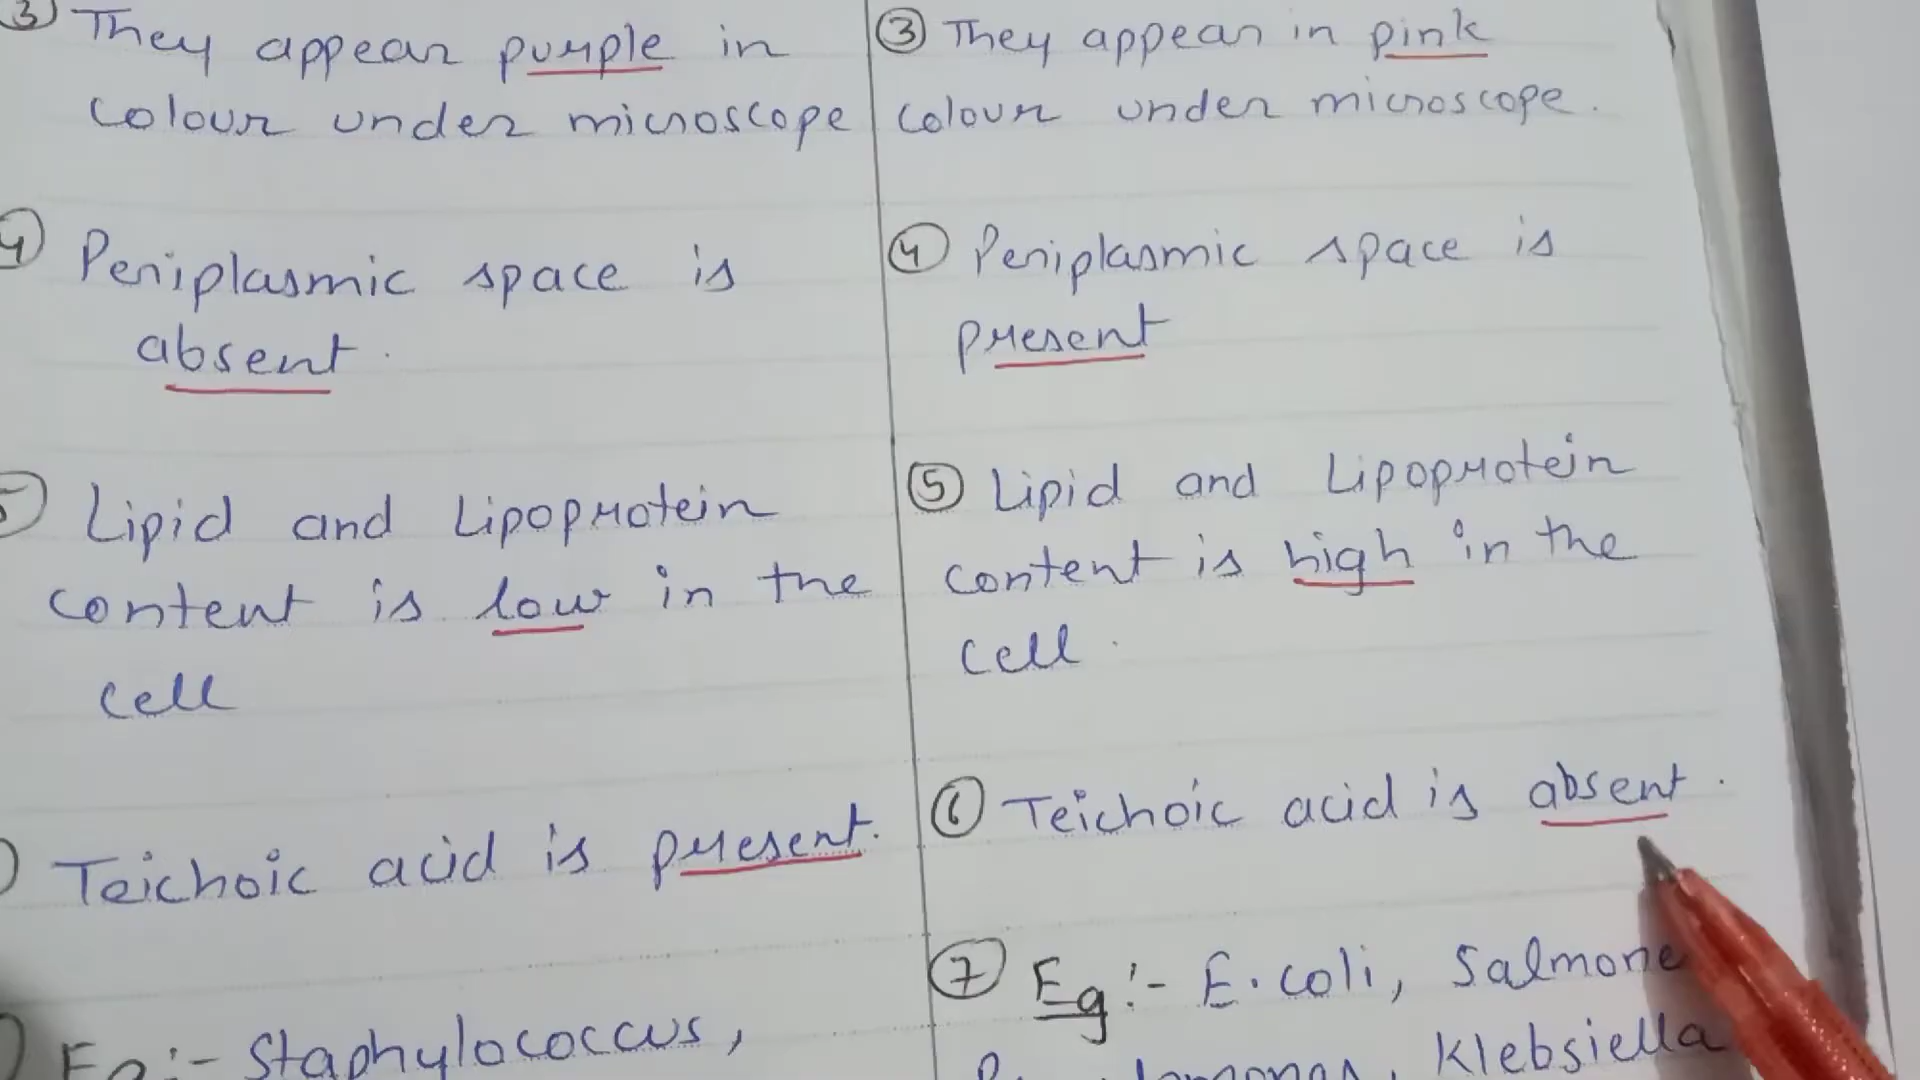 ③ They appear purple in
colour under microscope
④ Periplasmic space is
absent.
Lipid and Lipoprotein
content is low in the
cell
Teichoic acid is present.
Eg:- Staphylococcus,
③ They appear in pink
colour under microscope.
④ Periplasmic space is
present
⑤ Lipid and Lipoprotein
content is high in the
cell.
⑥ Teichoic acid is absent.
⑦ Eg:- E. coli, Salmone
Klebsiella